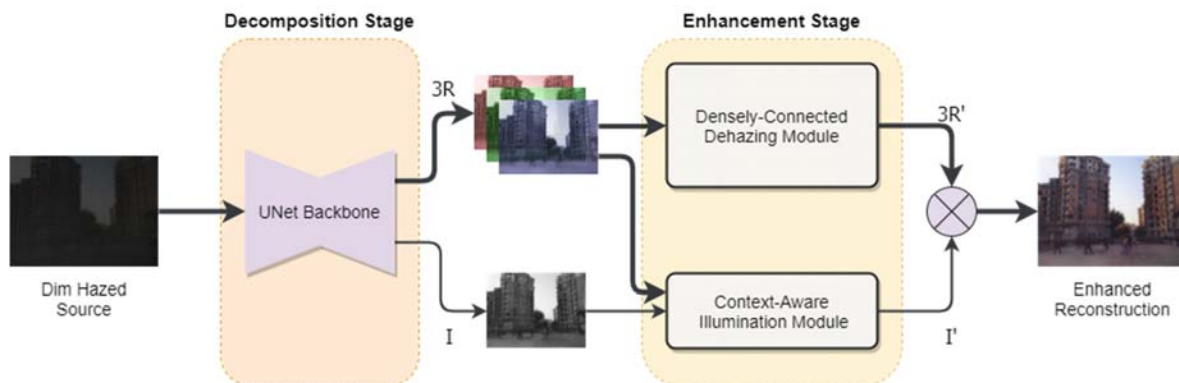 Decomposition Stage
Enhancement Stage
3R
Densely-Connected
Dehazing Module
3R'
UNet Backbone
Dim Hazed
Source
I
Context-Aware
Illumination Module
I'
Enhanced
Reconstruction